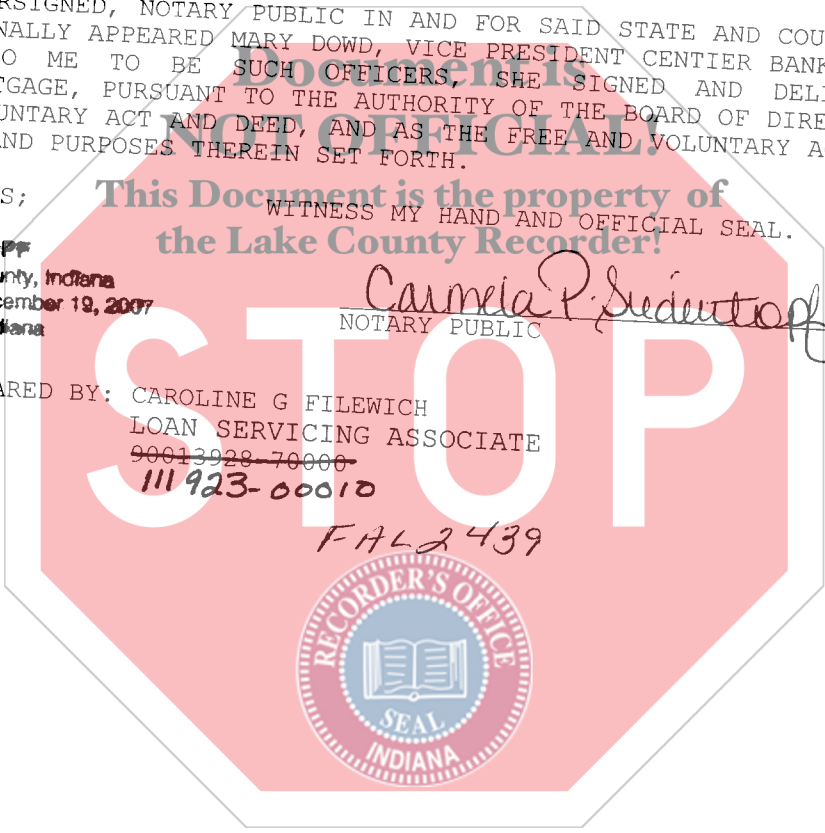 RSIGNED, NOTARY PUBLIC IN AND FOR SAID STATE AND COU
NALLY APPEARED MARY DOWD, VICE PRESIDENT CENTIER BANK
O ME TO BE SUCH OFFICERS, SHE SIGNED AND DELI
TGAGE, PURSUANT TO THE AUTHORITY OF THE BOARD OF DIRE
UNTARY ACT AND DEED, AND AS THE FREE AND VOLUNTARY A
ND PURPOSES THEREIN SET FORTH.
Document is
NOT OFFICIAL!
This Document is the property of
the Lake County Recorder!
S;
WITNESS MY HAND AND OFFICIAL SEAL.
PF
nty, Indiana
cember 19, 2007
diana
Carmela P. Suedentopf
NOTARY PUBLIC
STOP
ARED BY: CAROLINE G FILEWICH
LOAN SERVICING ASSOCIATE
90013928-70000
111923-00010
FAL2439
RECORDER'S OFFICE
SEAL
INDIANA